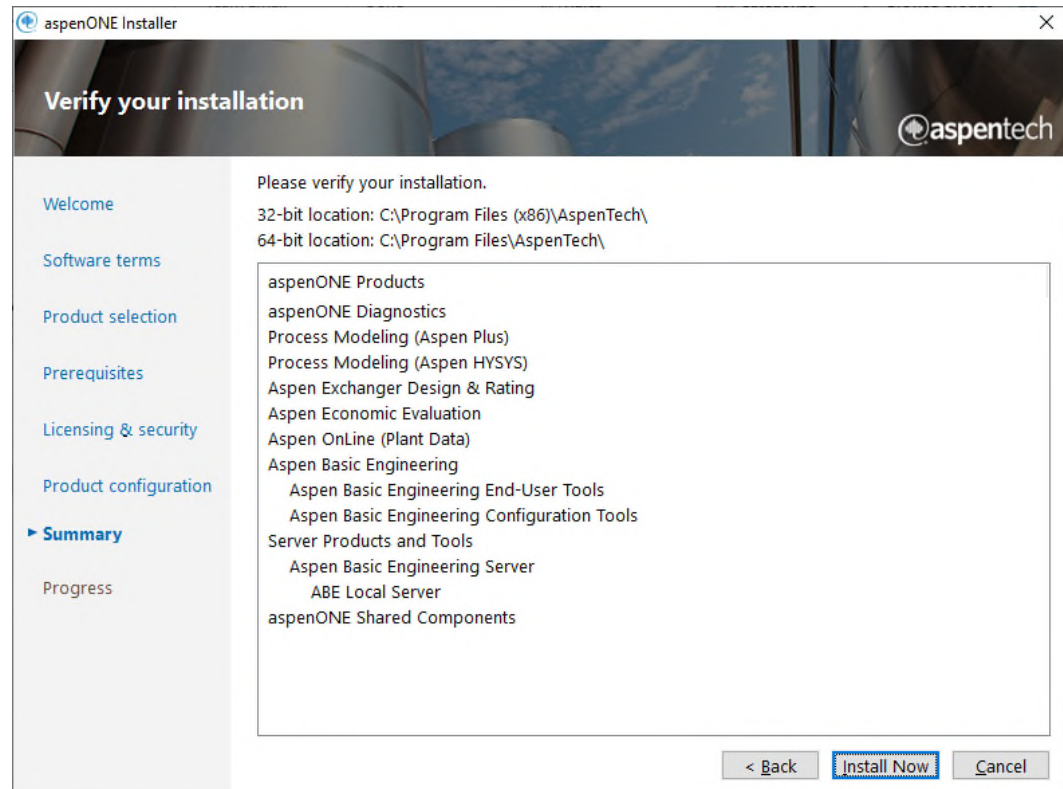 aspenONE Installer
Verify your installation
aspentech
Welcome
Software terms
Product selection
Prerequisites
Licensing & security
Product configuration
Summary
Progress
Please verify your installation.
32-bit location: C:\Program Files (x86)\AspenTech\
64-bit location: C:\Program Files\AspenTech\
aspenONE Products
aspenONE Diagnostics
Process Modeling (Aspen Plus)
Process Modeling (Aspen HYSYS)
Aspen Exchanger Design & Rating
Aspen Economic Evaluation
Aspen OnLine (Plant Data)
Aspen Basic Engineering
Aspen Basic Engineering End-User Tools
Aspen Basic Engineering Configuration Tools
Server Products and Tools
Aspen Basic Engineering Server
ABE Local Server
aspenONE Shared Components
< Back
Install Now
Cancel